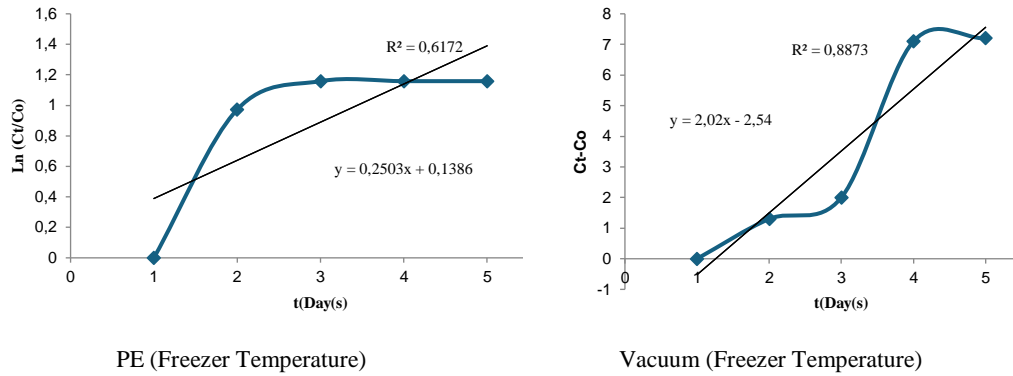 1,6
1,4
1,2
1
0,8
0,6
0,4
0,2
0
0 1 2 3 4 5
Ln (Ct/Co)
R² = 0,6172
y = 0,2503x + 0,1386
t(Day(s)
PE (Freezer Temperature)
8
7
6
5
4
3
2
1
0
-1
0 1 2 3 4 5
Ct-Co
R² = 0,8873
y = 2,02x - 2,54
t(Day(s)
Vacuum (Freezer Temperature)